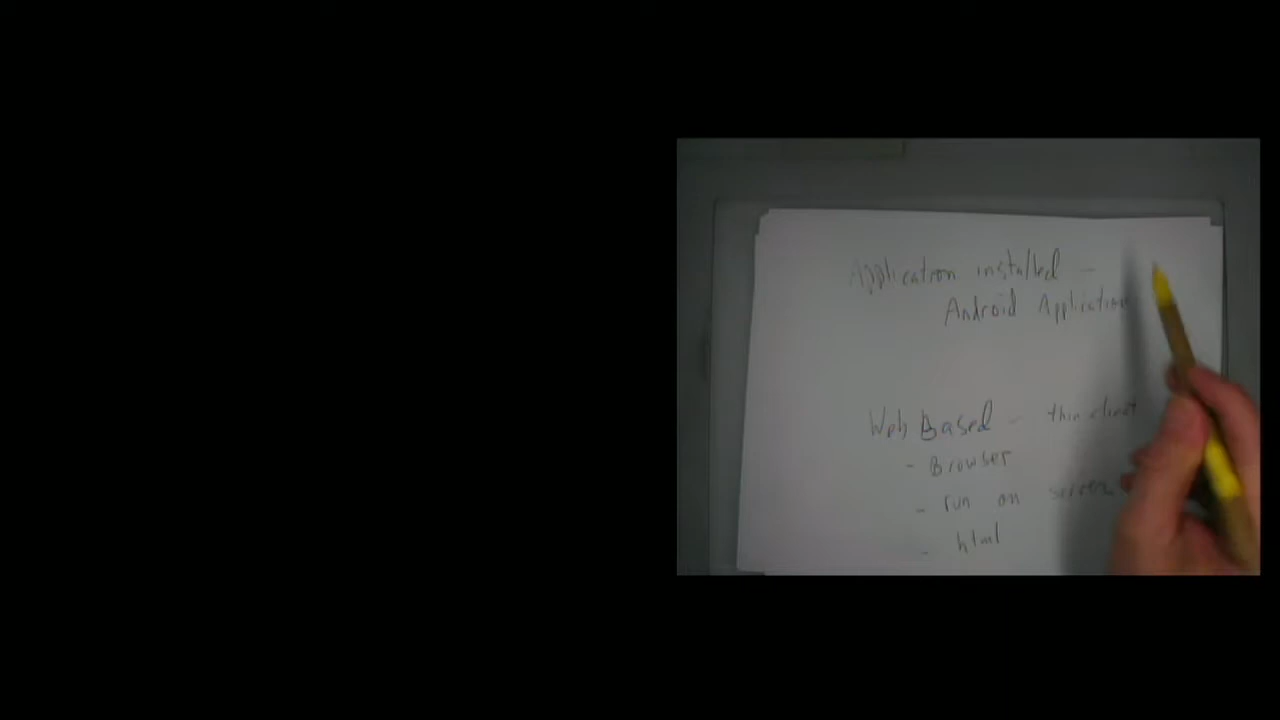 Application installed -
Android Application
Web Based - thin client
- Browser
- run on server
- html